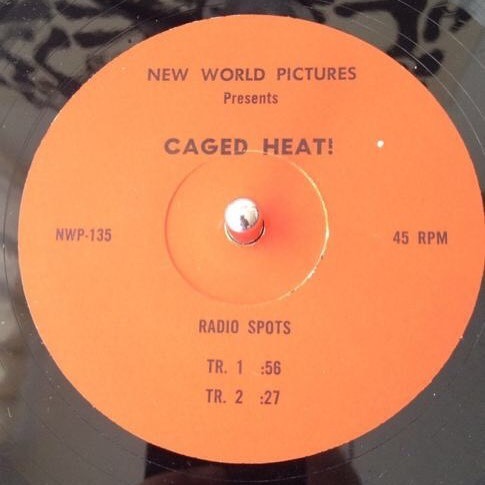 NEW WORLD PICTURES
Presents
CAGED HEAT!
NWP-135
45 RPM
RADIO SPOTS
TR. 1 :56
TR. 2 :27